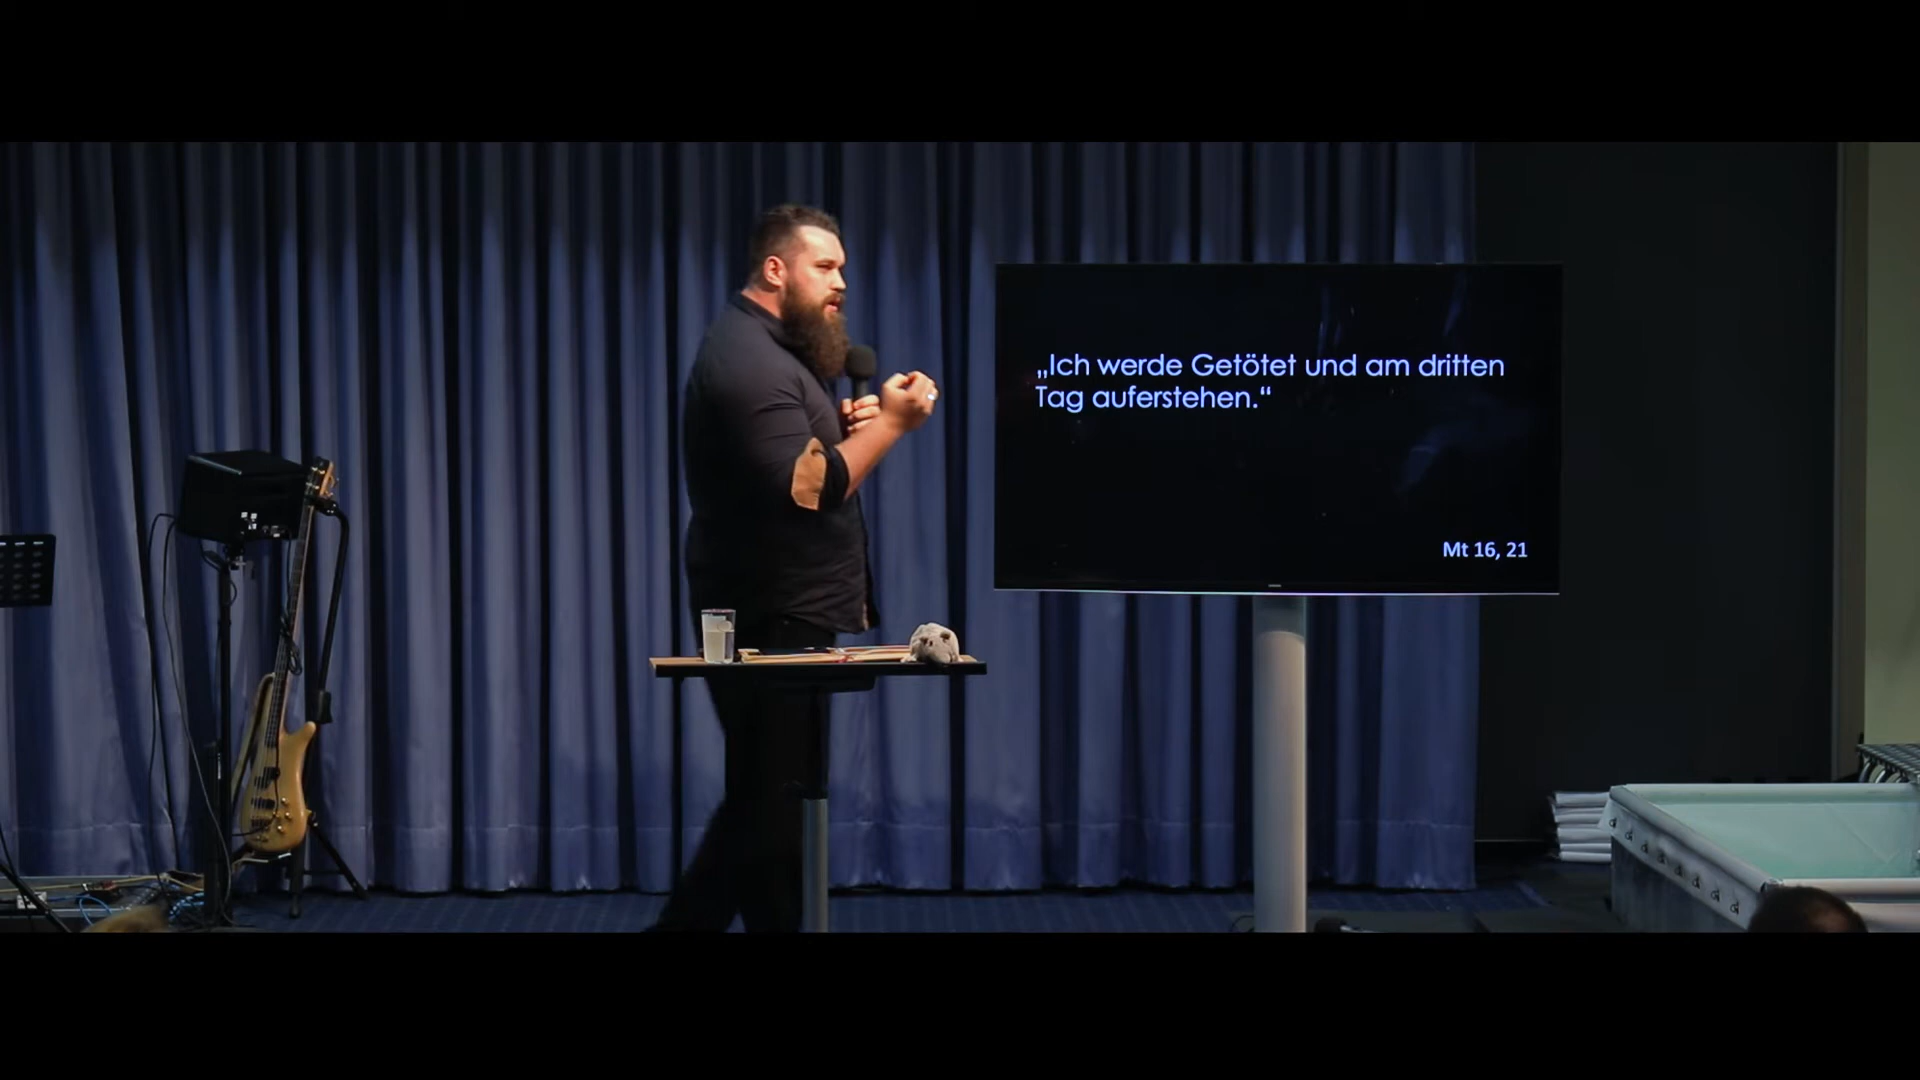 „Ich werde Getötet und am dritten
Tag auferstehen.“
Mt 16, 21